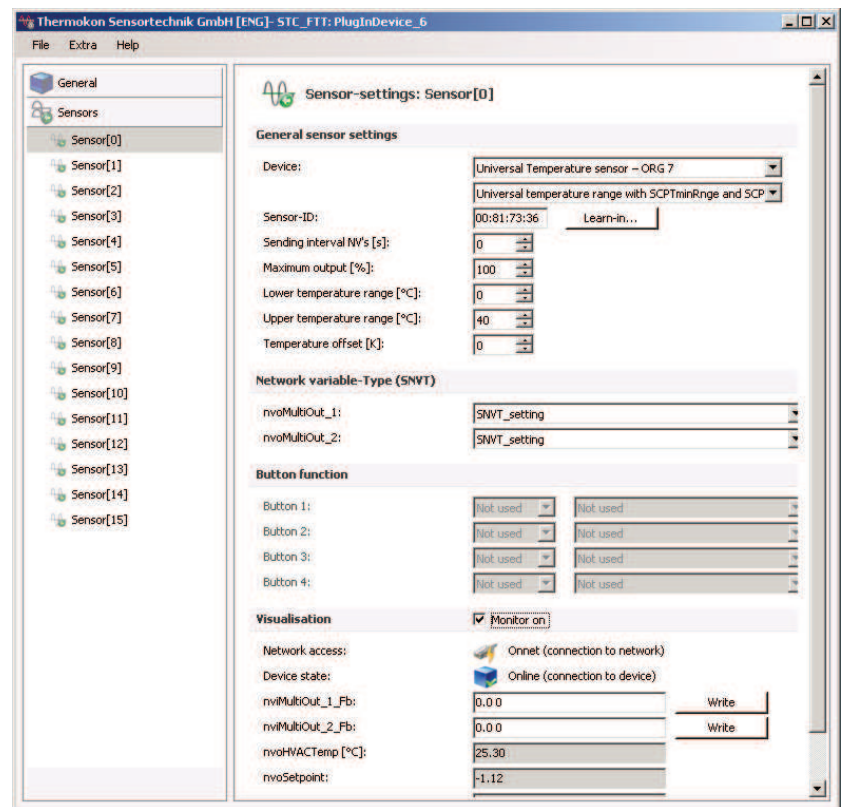 Thermokon Sensortechnik GmbH [ENG]- STC_FTT: PlugInDevice_6
File Extra Help
General
Sensors
Sensor[0]
Sensor[1]
Sensor[2]
Sensor[3]
Sensor[4]
Sensor[5]
Sensor[6]
Sensor[7]
Sensor[8]
Sensor[9]
Sensor[10]
Sensor[11]
Sensor[12]
Sensor[13]
Sensor[14]
Sensor[15]
Sensor-settings: Sensor[0]
General sensor settings
Device: Universal Temperature sensor – ORG 7
Universal temperature range with SCPTminRnge and SCP
Sensor-ID: 00:81:73:36 Learn-in...
Sending interval NV's [s]: 0
Maximum output [%]: 100
Lower temperature range [°C]: 0
Upper temperature range [°C]: 40
Temperature offset [K]: 0
Network variable-Type (SNVT)
nvoMultiOut_1: SNVT_setting
nvoMultiOut_2: SNVT_setting
Button function
Button 1: Not used Not used
Button 2: Not used Not used
Button 3: Not used Not used
Button 4: Not used Not used
Visualisation Monitor on
Network access: Onnet (connection to network)
Device state: Online (connection to device)
nviMultiOut_1_Fb: 0.0 0 Write
nviMultiOut_2_Fb: 0.0 0 Write
nvoHVACTemp [°C]: 25.30
nvoSetpoint: -1.12